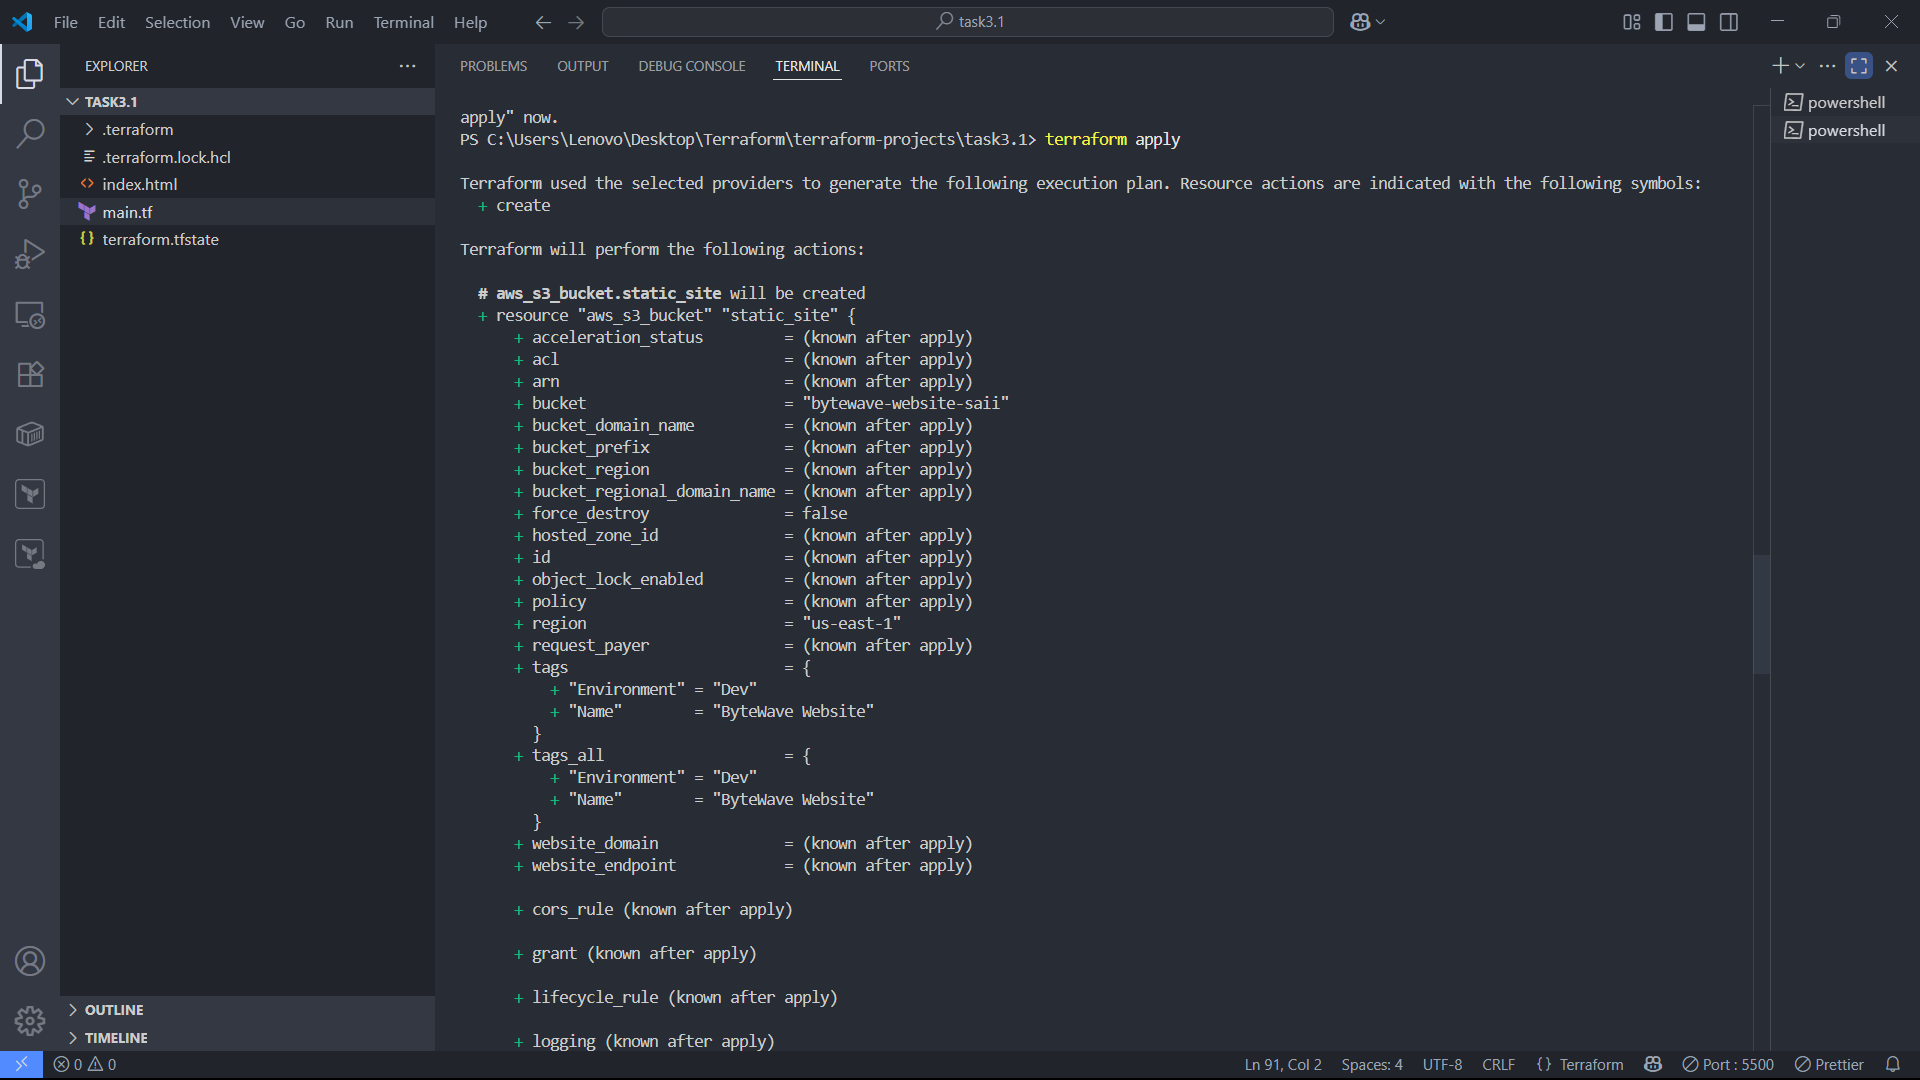 File Edit Selection View Go Run Terminal Help
task3.1
EXPLORER
TASK3.1
.terraform
.terraform.lock.hcl
index.html
main.tf
terraform.tfstate
OUTLINE
TIMELINE
PROBLEMS OUTPUT DEBUG CONSOLE TERMINAL PORTS
powershell
powershell
apply" now.
PS C:\Users\Lenovo\Desktop\Terraform\terraform-projects\task3.1> terraform apply
Terraform used the selected providers to generate the following execution plan. Resource actions are indicated with the following symbols:
+ create
Terraform will perform the following actions:
# aws_s3_bucket.static_site will be created
+ resource "aws_s3_bucket" "static_site" {
+ acceleration_status = (known after apply)
+ acl = (known after apply)
+ arn = (known after apply)
+ bucket = "bytewave-website-saii"
+ bucket_domain_name = (known after apply)
+ bucket_prefix = (known after apply)
+ bucket_region = (known after apply)
+ bucket_regional_domain_name = (known after apply)
+ force_destroy = false
+ hosted_zone_id = (known after apply)
+ id = (known after apply)
+ object_lock_enabled = (known after apply)
+ policy = (known after apply)
+ region = "us-east-1"
+ request_payer = (known after apply)
+ tags = {
+ "Environment" = "Dev"
+ "Name" = "ByteWave Website"
}
+ tags_all = {
+ "Environment" = "Dev"
+ "Name" = "ByteWave Website"
}
+ website_domain = (known after apply)
+ website_endpoint = (known after apply)
+ cors_rule (known after apply)
+ grant (known after apply)
+ lifecycle_rule (known after apply)
+ logging (known after apply)
0 0
Ln 91, Col 2 Spaces: 4 UTF-8 CRLF {} Terraform Port : 5500 Prettier